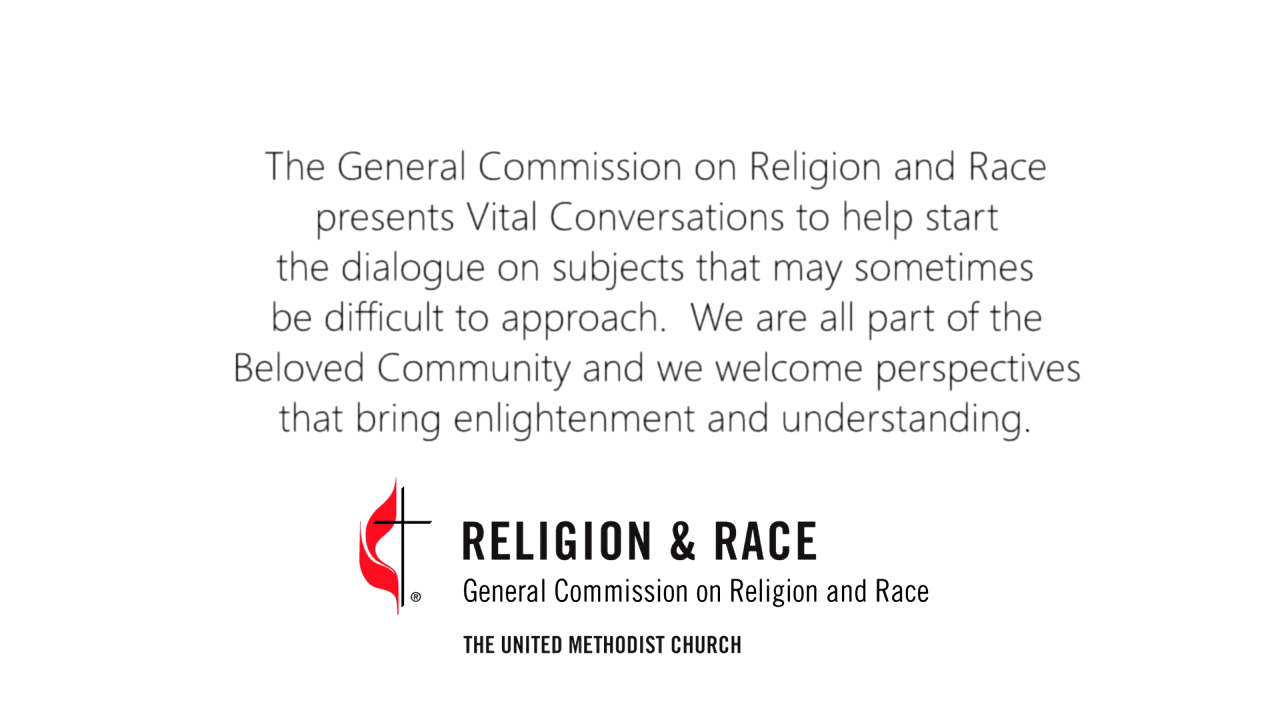 The General Commission on Religion and Race
presents Vital Conversations to help start
the dialogue on subjects that may sometimes
be difficult to approach.  We are all part of the
Beloved Community and we welcome perspectives
that bring enlightenment and understanding.
RELIGION & RACE
®
General Commission on Religion and Race
THE UNITED METHODIST CHURCH